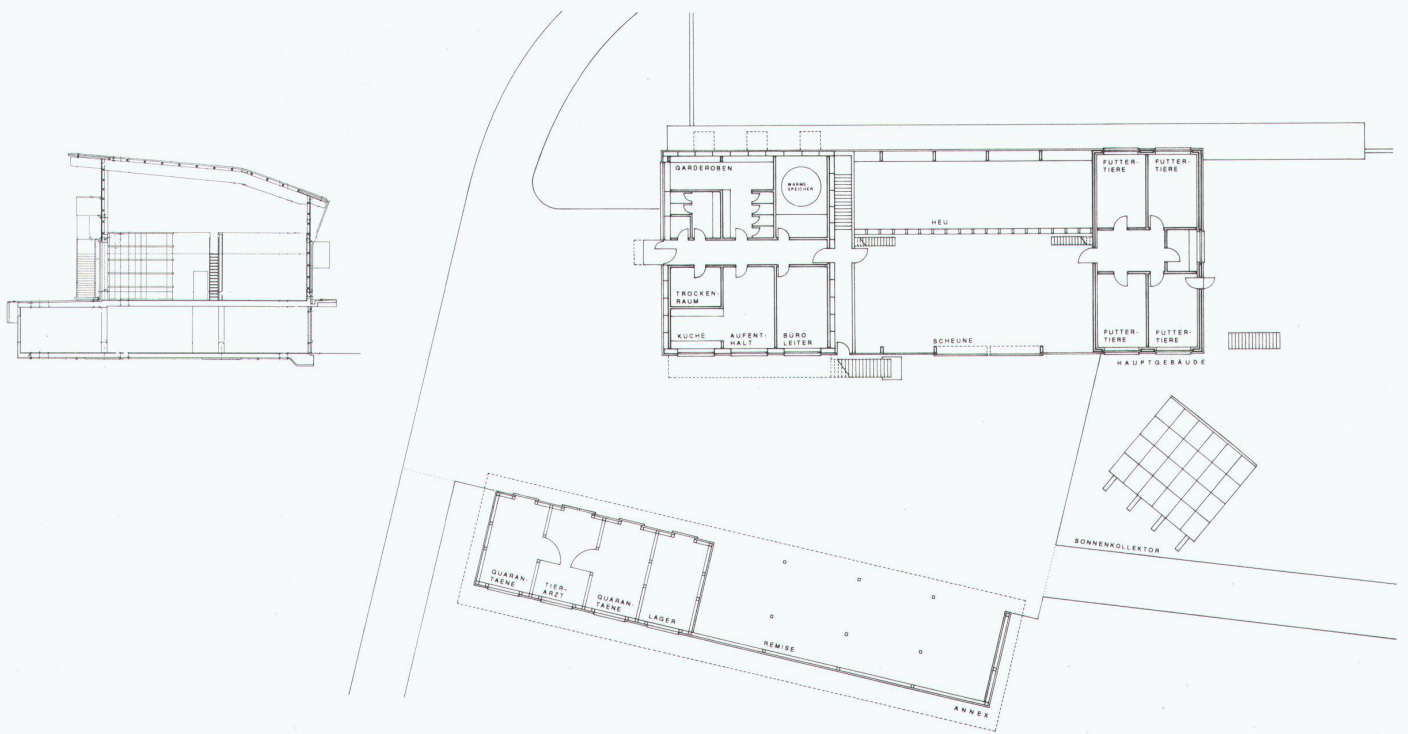 GARDEROBEN
WÄRME
SPEICHER
FUTTER-
TIERE
FUTTER-
TIERE
HEU
TROCKEN-
RAUM
KÜCHE
AUFENT-
HALT
BÜRO
LEITER
SCHEUNE
FUTTER-
TIERE
FUTTER-
TIERE
HAUPTGEBÄUDE
SONNENKOLLEKTOR
QUARAN-
TAENE
TIER-
ARZT
QUARAN-
TAENE
LAGER
REMISE
ANNEX